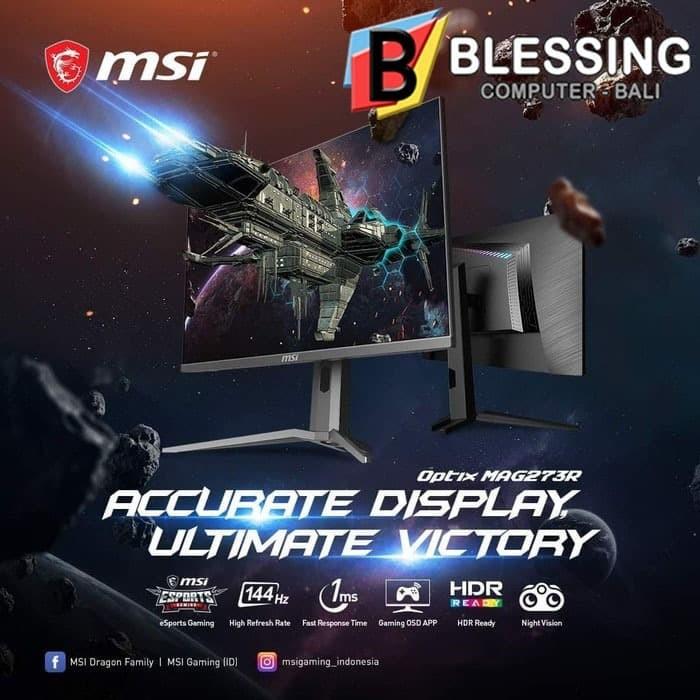 msi
B BLESSING
COMPUTER - BALI
msi
Optix MAG273R
ACCURATE DISPLAY,
ULTIMATE VICTORY
msi
ESPORTS
GAMING
144Hz
1ms
HDR
READY
eSports Gaming
High Refresh Rate
Fast Response Time
Gaming OSD APP
HDR Ready
Night Vision
f MSI Dragon Family | MSI Gaming (ID)
msigaming_indonesia